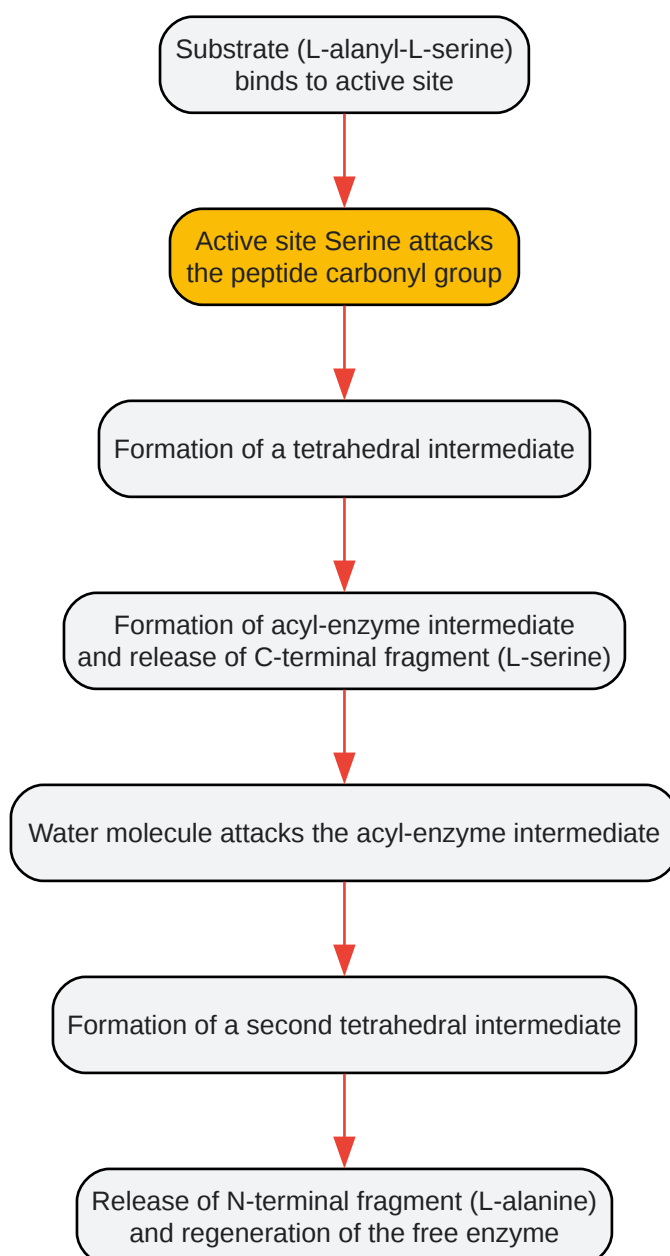 Substrate (L-alanyl-L-serine)
binds to active site
Active site Serine attacks
the peptide carbonyl group
Formation of a tetrahedral intermediate
Formation of acyl-enzyme intermediate
and release of C-terminal fragment (L-serine)
Water molecule attacks the acyl-enzyme intermediate
Formation of a second tetrahedral intermediate
Release of N-terminal fragment (L-alanine)
and regeneration of the free enzyme